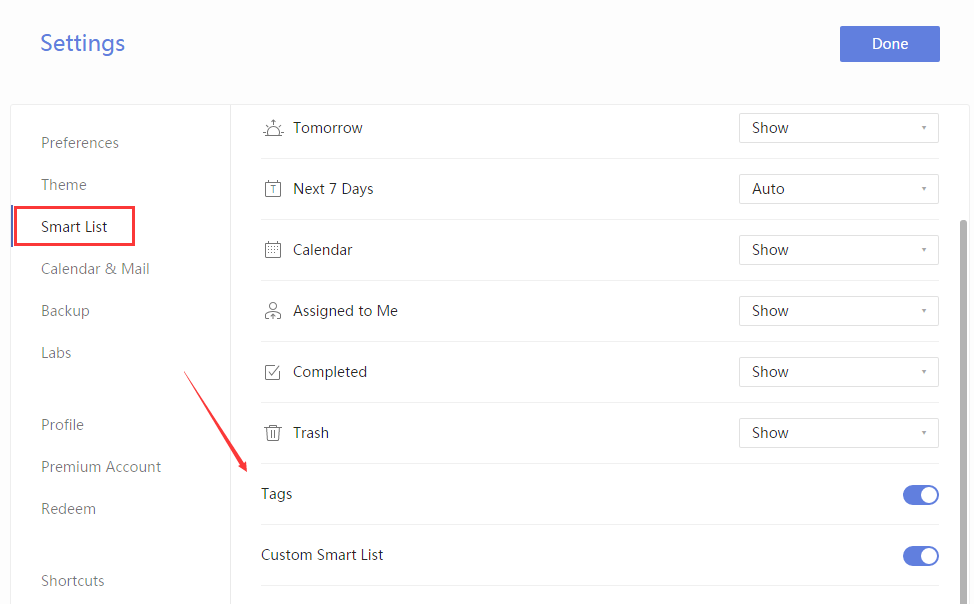 Settings
Done
Preferences
Theme
Smart List
Calendar & Mail
Backup
Labs
Profile
Premium Account
Redeem
Shortcuts
Tomorrow Show
T Next 7 Days Auto
Calendar Show
Assigned to Me Show
Completed Show
Trash Show
Tags
Custom Smart List